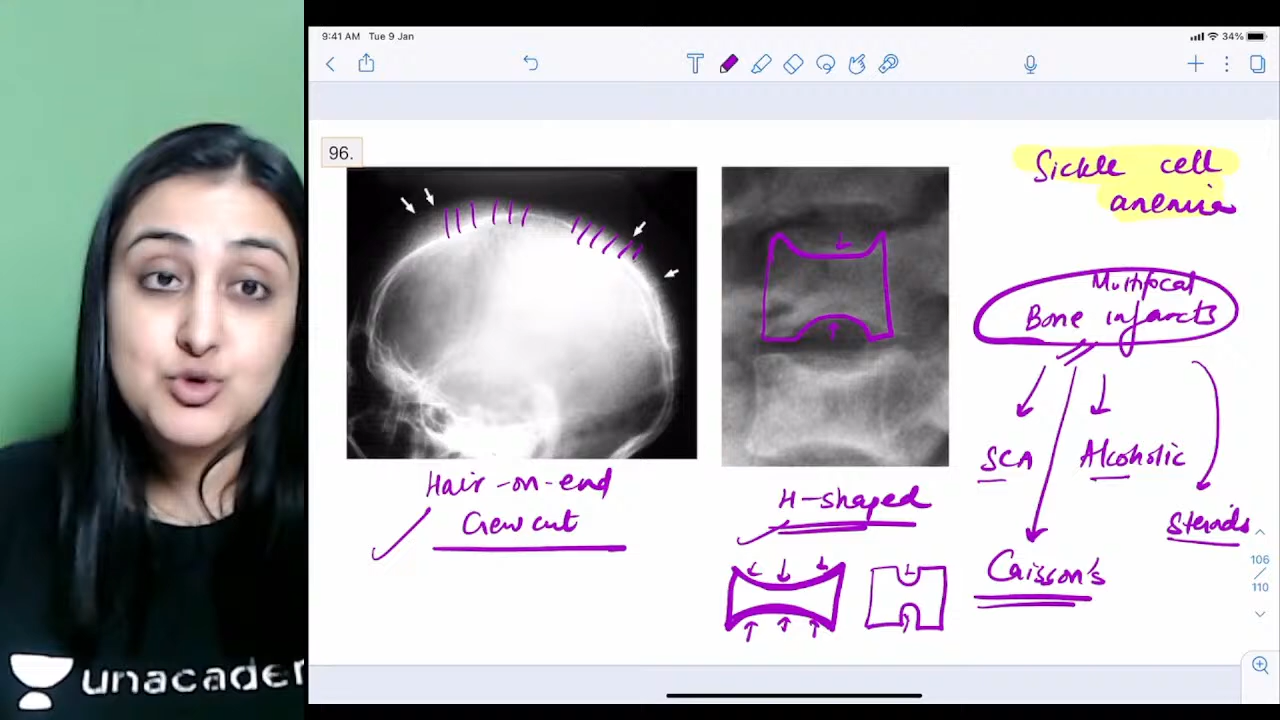 9:41 AM Tue 9 Jan
34%
T
96.
Sickle cell
anemia
Multifocal
Bone infarcts
SCA
Alcoholic
Steroids
Caisson's
Hair-on-end
Crew cut
H-shaped
106
110
unacader